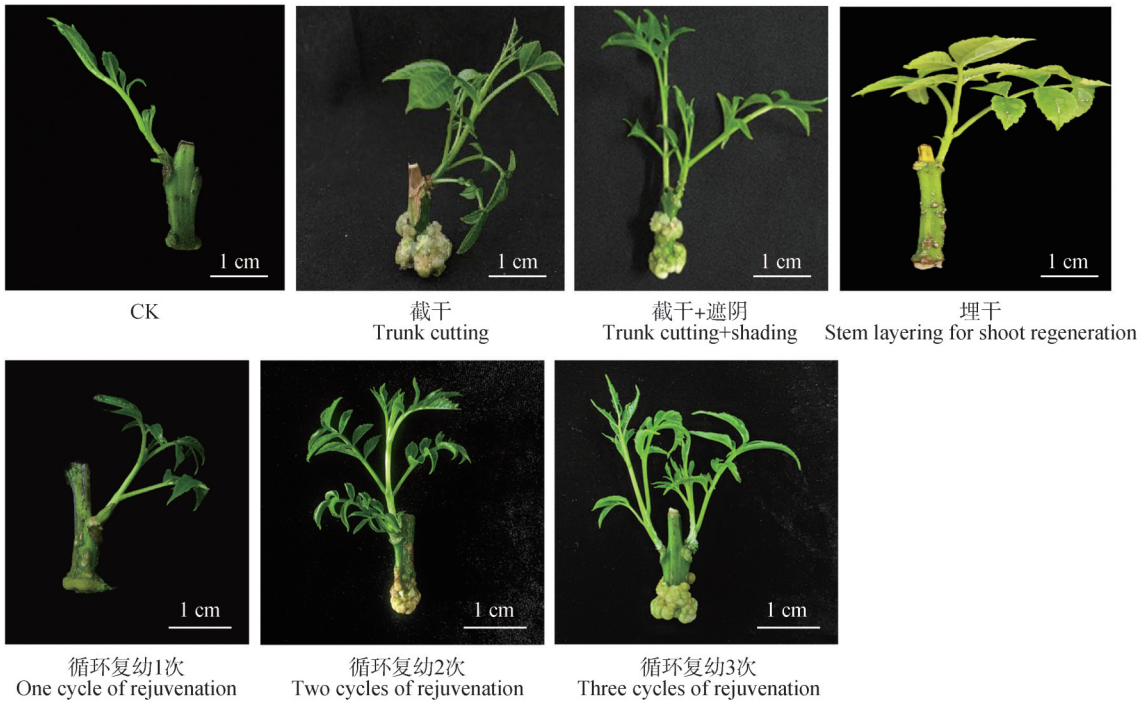 1 cm
1 cm
1 cm
1 cm
CK
截干
Trunk cutting
截干+遮阴
Trunk cutting+shading
埋干
Stem layering for shoot regeneration
1 cm
1 cm
1 cm
循环复幼1次
One cycle of rejuvenation
循环复幼2次
Two cycles of rejuvenation
循环复幼3次
Three cycles of rejuvenation